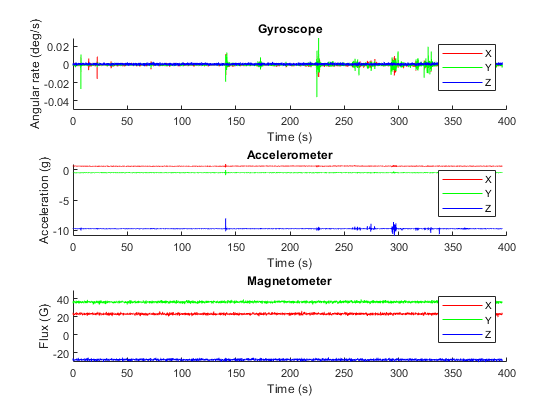 Gyroscope
Angular rate (deg/s)
0.02
0
-0.02
-0.04
X
Y
Z
0 50 100 150 200 250 300 350 400
Time (s)
Accelerometer
Acceleration (g)
0
-5
-10
X
Y
Z
0 50 100 150 200 250 300 350 400
Time (s)
Magnetometer
Flux (G)
40
20
0
-20
X
Y
Z
0 50 100 150 200 250 300 350 400
Time (s)